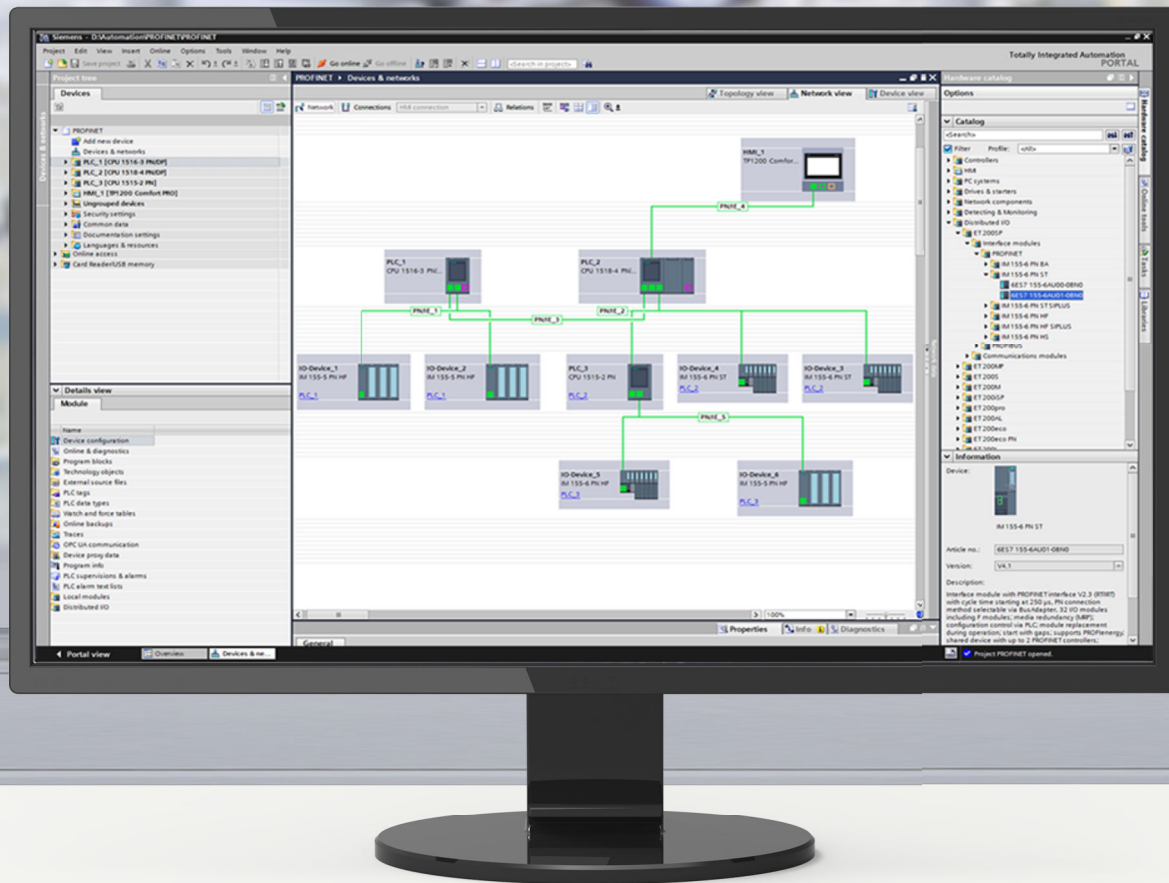 Siemens - D:\Automation\PROFINET\PROFINET
Project Edit View Insert Online Options Tools Window Help
Save project Go online Go offline <Search in project>
Totally Integrated Automation
PORTAL
Project tree
Devices
Devices & networks
PROFINET
Add new device
Devices & networks
PLC_1 [CPU 1516-3 PN/DP]
PLC_2 [CPU 1518-4 PN/DP]
PLC_3 [CPU 1515-2 PN]
HMI_1 [TP1200 Comfort PRO]
Ungrouped devices
Security settings
Common data
Documentation settings
Languages & resources
Online access
Card Reader/USB memory
Details view
Module
Name
Device configuration
Online & diagnostics
Program blocks
Technology objects
External source files
PLC tags
PLC data types
Watch and force tables
Online backups
Traces
OPC UA communication
Device proxy data
Program info
PLC supervisions & alarms
PLC alarm text lists
Local modules
Distributed I/O
PROFINET Devices & networks
Topology view Network view Device view
Network Connections HMI connection Relations
HMI_1
TP1200 Comfor...
PN/IE_4
PLC_1
CPU 1516-3 PN/...
PLC_2
CPU 1518-4 PN/...
PN/IE_1
PN/IE_3
PN/IE_2
IO-Device_1
IM 155-5 PN HF
PLC_1
IO-Device_2
IM 155-5 PN HF
PLC_1
PLC_3
CPU 1515-2 PN
PLC_2
IO-Device_4
IM 155-6 PN ST
PLC_2
IO-Device_3
IM 155-6 PN ST
PLC_2
PN/IE_5
IO-Device_5
IM 155-6 PN HF
PLC_3
IO-Device_6
IM 155-5 PN HF
PLC_3
100%
Properties Info Diagnostics
General
Hardware catalog
Options
Catalog
<Search>
Filter Profile: <All>
Controllers
HMI
PC systems
Drives & starters
Network components
Detecting & Monitoring
Distributed I/O
ET 200SP
Interface modules
PROFINET
IM 155-6 PN BA
IM 155-6 PN ST
6ES7 155-6AU00-0BN0
6ES7 155-6AU01-0BN0
IM 155-6 PN ST SIPLUS
IM 155-6 PN HF
IM 155-6 PN HF SIPLUS
IM 155-6 PN HS
PROFIBUS
Communications modules
ET 200MP
ET 200S
ET 200M
ET 200iSP
ET 200pro
ET 200AL
ET 200eco
ET 200eco PN
Information
Device:
IM 155-6 PN ST
Article no.: 6ES7 155-6AU01-0BN0
Version: V4.1
Description:
Interface module with PROFINET interface V2.3 (RT/IRT)
with cycle time starting at 250 µs, PN connection
method selectable via BusAdapter, 32 I/O modules
including F modules; media redundancy (MRP);
configuration control via PLC; module replacement
during operation; start with gaps; supports PROFIenergy;
shared device with up to 2 PROFINET controllers;
Hardware catalog
Online tools
Tasks
Libraries
Portal view Overview Devices & ne...
Project PROFINET opened.